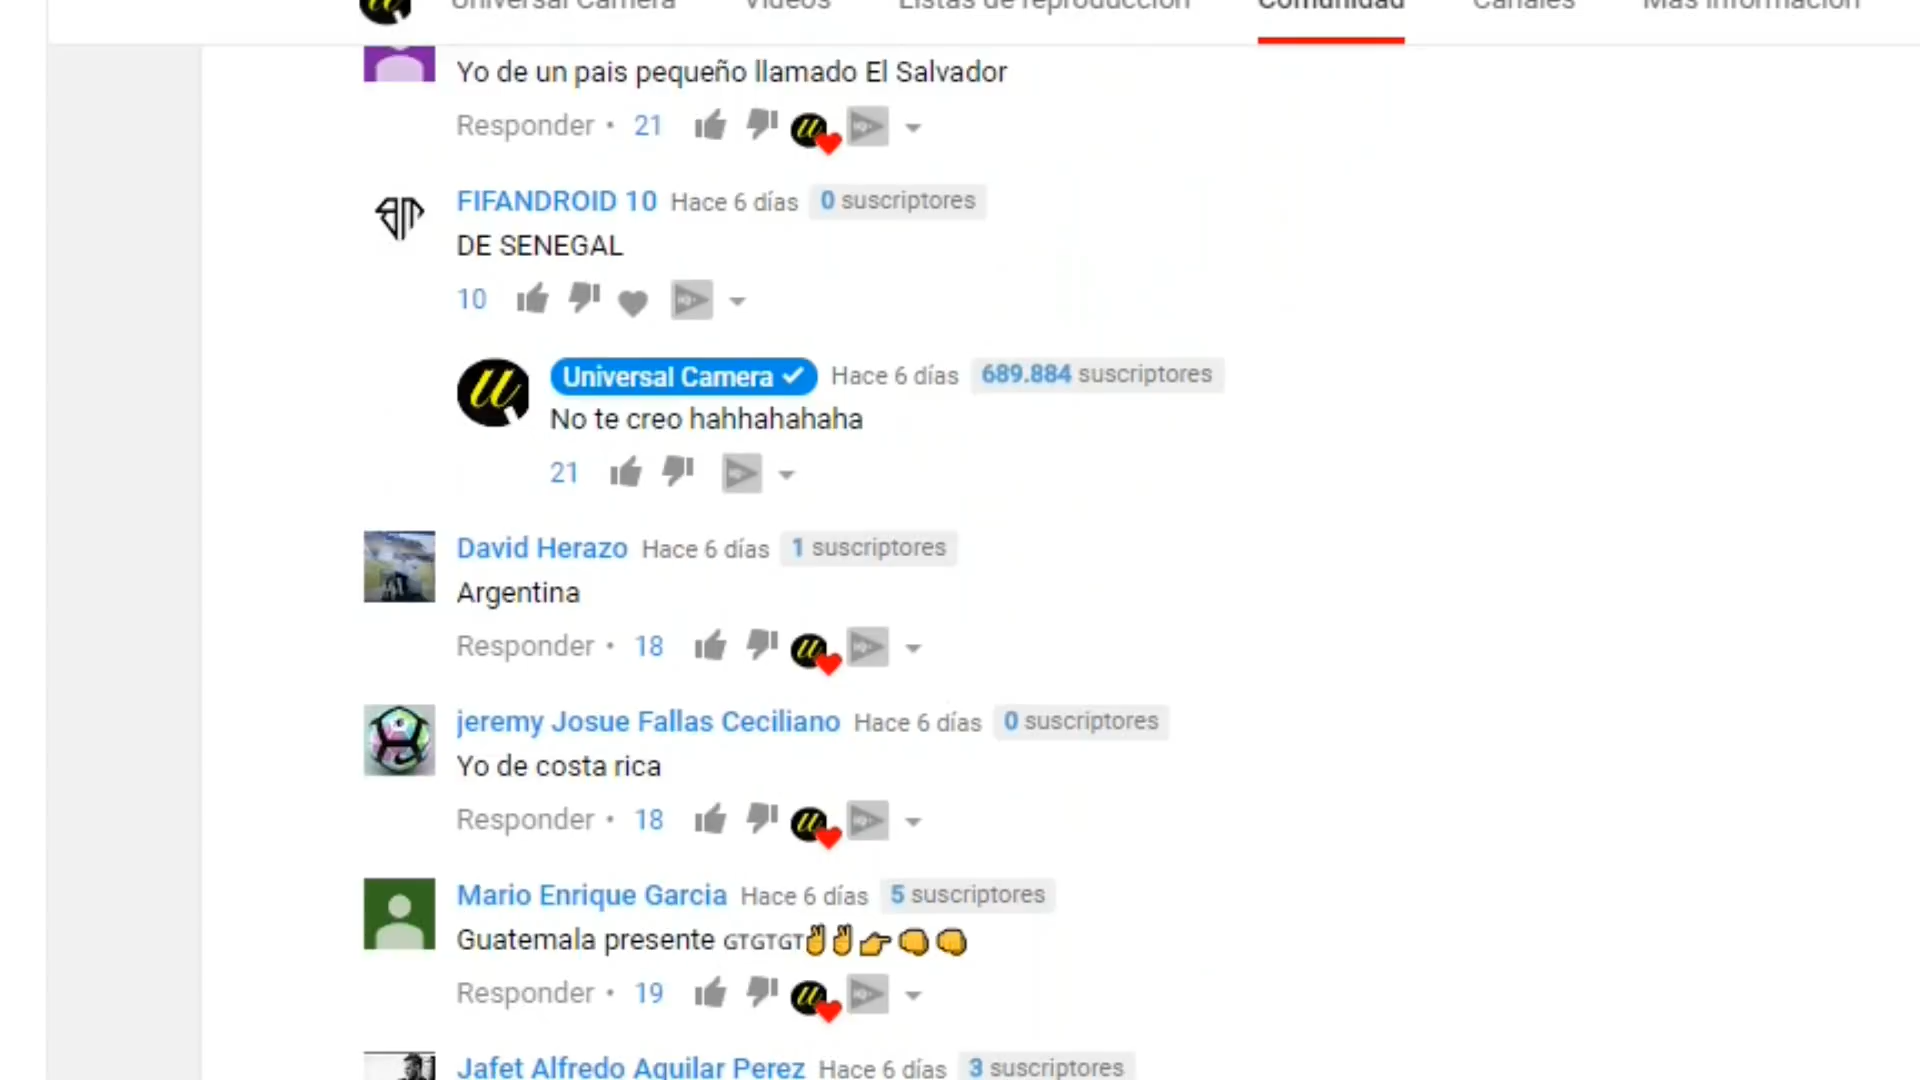 Universal Camera Videos Listas de reproducción Comunidad Canales Más información
Yo de un pais pequeño llamado El Salvador
Responder • 21
FIFANDROID 10 Hace 6 días 0 suscriptores
DE SENEGAL
10
Universal Camera Hace 6 días 689.884 suscriptores
No te creo hahhahahaha
21
David Herazo Hace 6 días 1 suscriptores
Argentina
Responder • 18
jeremy Josue Fallas Ceciliano Hace 6 días 0 suscriptores
Yo de costa rica
Responder • 18
Mario Enrique Garcia Hace 6 días 5 suscriptores
Guatemala presente GTGTGT✌✌👉👊👊
Responder • 19
Jafet Alfredo Aguilar Perez Hace 6 días 3 suscriptores